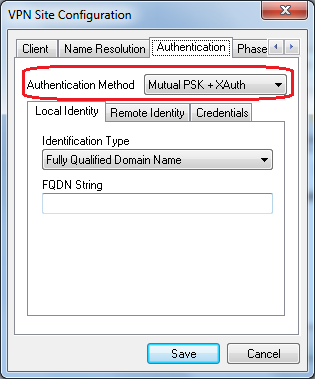 VPN Site Configuration
Client Name Resolution Authentication Phase
Authentication Method Mutual PSK + XAuth
Local Identity Remote Identity Credentials
Identification Type
Fully Qualified Domain Name
FQDN String
Save Cancel